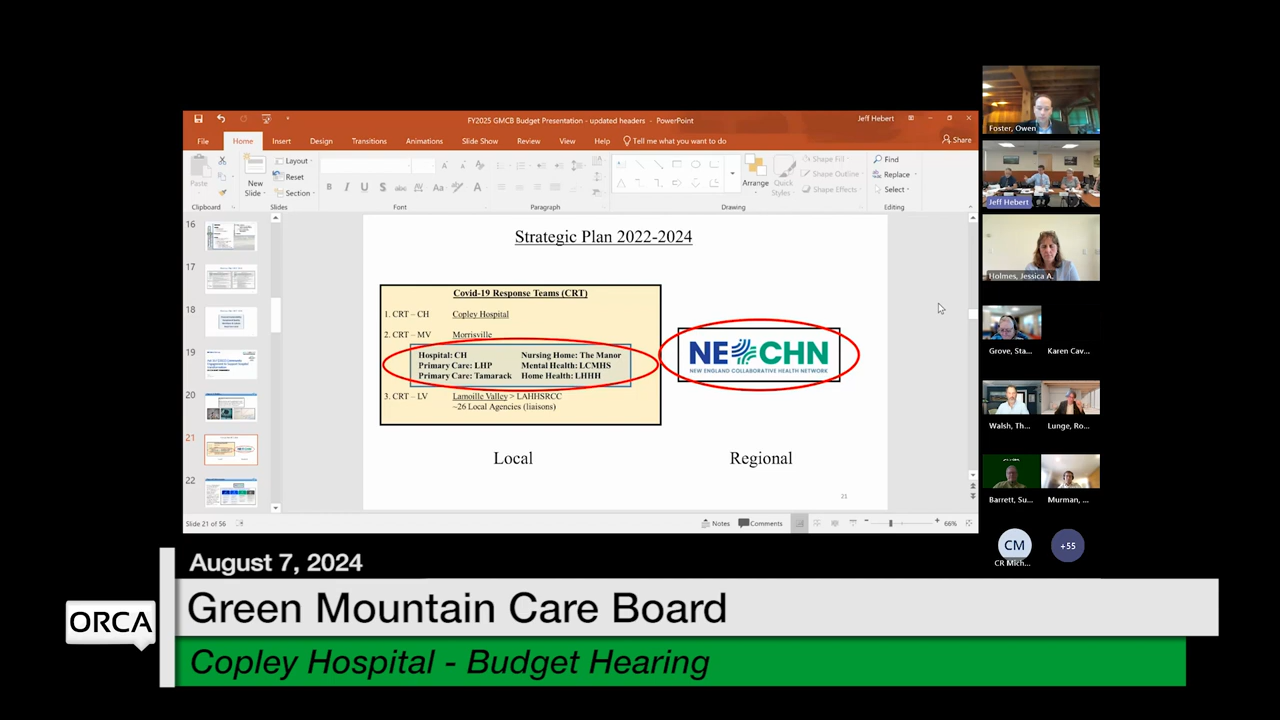 FY2025 GMCB Budget Presentation - updated headers - PowerPoint
Jeff Hebert
File
Home
Insert
Design
Transitions
Animations
Slide Show
Review
View
Help
Tell me what you want to do
Share
Paste
New
Slide
Layout
Reset
Section
Arrange
Quick
Styles
Shape Fill
Shape Outline
Shape Effects
Find
Replace
Select
Clipboard
Slides
Font
Paragraph
Drawing
Editing
16
17
18
19
20
21
22
Strategic Plan 2022-2024
Covid-19 Response Teams (CRT)
1. CRT – CH Copley Hospital
2. CRT – MV Morrisville
Hospital: CH Nursing Home: The Manor
Primary Care: LHP Mental Health: LCMHS
Primary Care: Tamarack Home Health: LHHH
3. CRT – LV Lamoille Valley > LAHHSRCC
~26 Local Agencies (liaisons)
NE CHN
NEW ENGLAND COLLABORATIVE HEALTH NETWORK
Local
Regional
21
Slide 21 of 56
Notes
Comments
66%
Foster, Owen
Jeff Hebert
Holmes, Jessica A.
Grove, Sta...
Karen Cav...
Walsh, Th...
Lunge, Ro...
Barrett, Su...
Murman, ...
CM
CR Mich...
+55
August 7, 2024
ORCA
Green Mountain Care Board
Copley Hospital - Budget Hearing